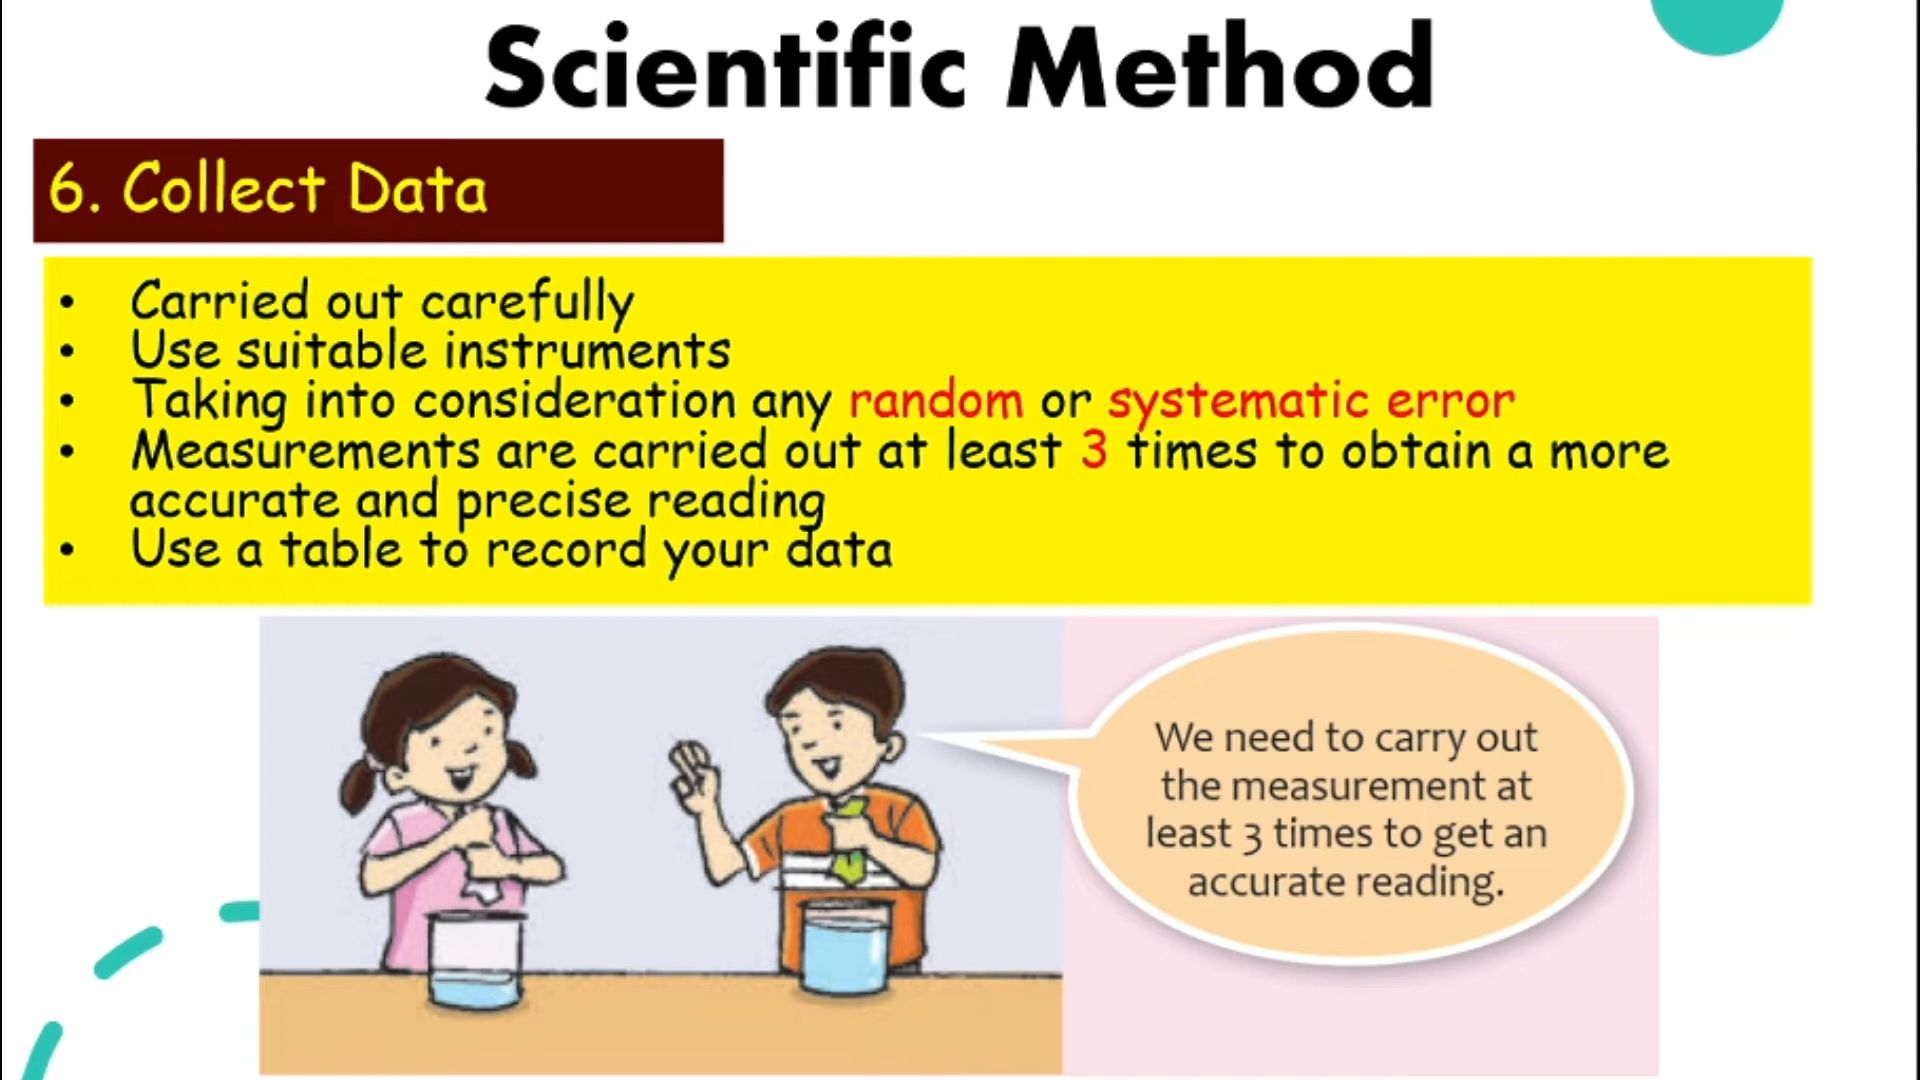 Scientific Method
6. Collect Data
• Carried out carefully
• Use suitable instruments
• Taking into consideration any random or systematic error
• Measurements are carried out at least 3 times to obtain a more
accurate and precise reading
• Use a table to record your data
We need to carry out
the measurement at
least 3 times to get an
accurate reading.